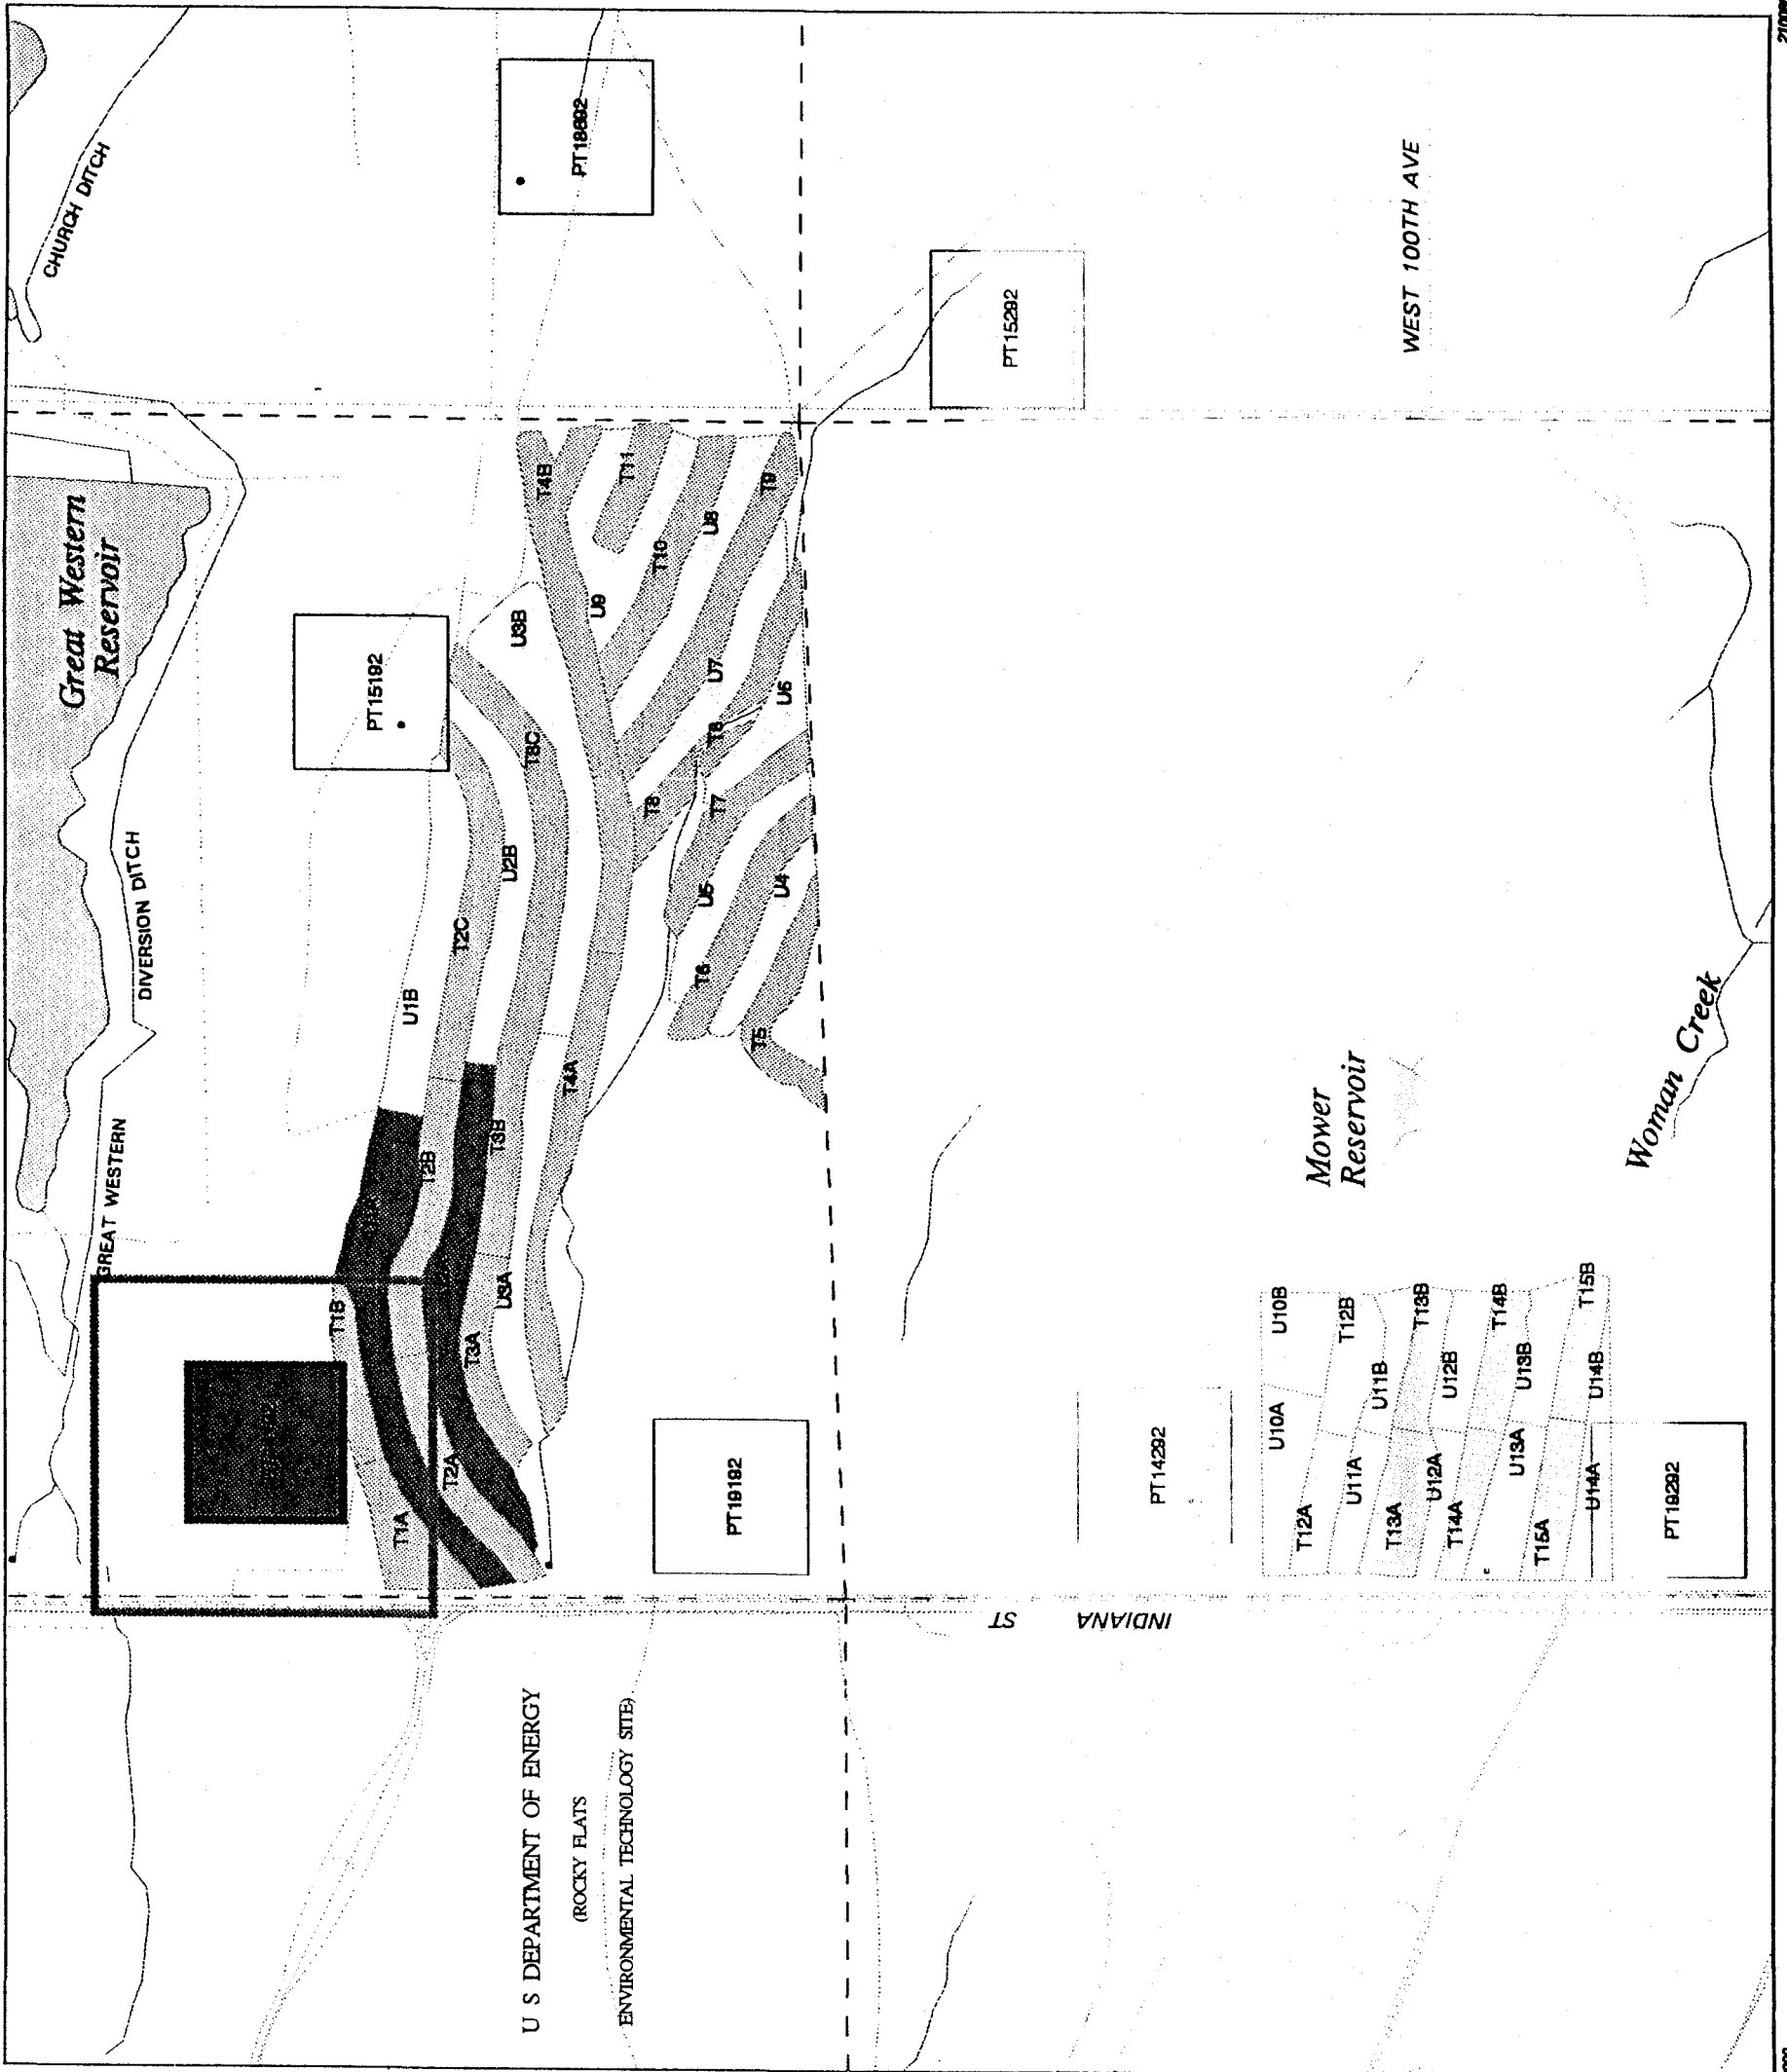 CHURCH DITCH
PT18692
PT15292
WEST 100TH AVE
Great Western
Reservoir
DIVERSION DITCH
GREAT WESTERN
PT15192
U3B
T4B
T11
T10
U8
T9
U9
U7
U6
T8
T8
T7
T8C
U2B
T2C
U1B
U5
U4
T6
T5
T4A
T2B
T3B
T1B
U3A
T3A
T2A
T1A
PT19192
PT14292
Mower
Reservoir
Woman Creek
U10B
T12B
U11B
T13B
U12B
T14B
U13B
T15B
U14B
U10A
T12A
U11A
T13A
U12A
T14A
U13A
T15A
U14A
PT19292
INDIANA ST
U S DEPARTMENT OF ENERGY
(ROCKY FLATS
ENVIRONMENTAL TECHNOLOGY SITE)